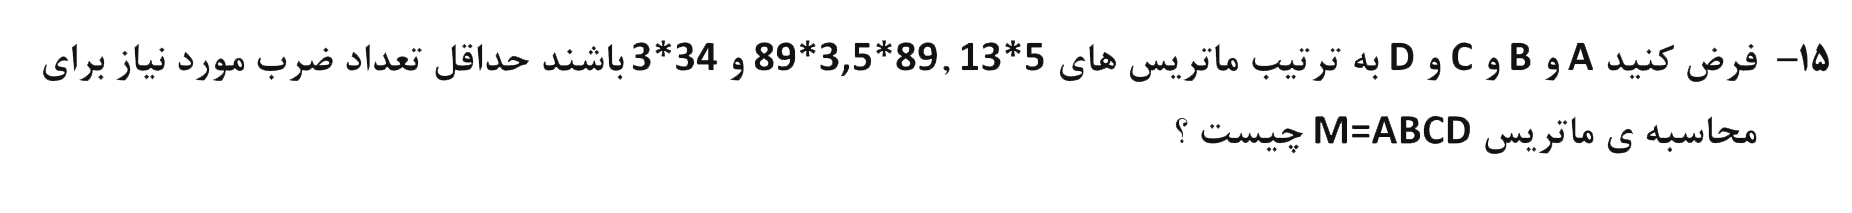 ۱۵- فرض کنید A و B و C و D به ترتیب ماتریس های 13*5 , 89*3,5*89 و 3*34 باشند حداقل تعداد ضرب مورد نیاز برای
محاسبه ی ماتریس M=ABCD چیست ؟